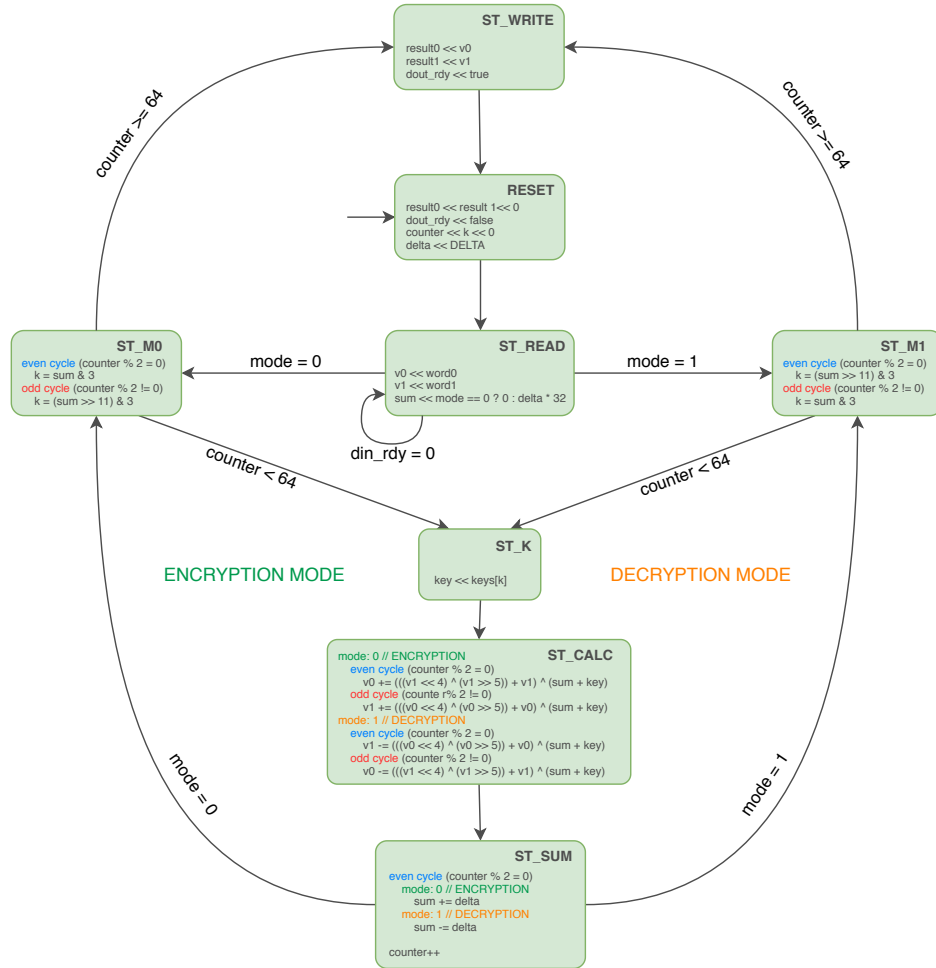 ST_WRITE
result0 << v0
result1 << v1
dout_rdy << true
counter >= 64
counter >= 64
RESET
result0 << result 1<< 0
dout_rdy << false
counter << k << 0
delta << DELTA
ST_M0
even cycle (counter % 2 = 0)
k = sum & 3
odd cycle (counter % 2 != 0)
k = (sum >> 11) & 3
mode = 0
ST_READ
v0 << word0
v1 << word1
sum << mode == 0 ? 0 : delta * 32
din_rdy = 0
mode = 1
ST_M1
even cycle (counter % 2 = 0)
k = (sum >> 11) & 3
odd cycle (counter % 2 != 0)
k = sum & 3
counter < 64
counter < 64
ST_K
key << keys[k]
ENCRYPTION MODE
DECRYPTION MODE
ST_CALC
mode: 0 // ENCRYPTION
even cycle (counter % 2 = 0)
v0 += (((v1 << 4) ^ (v1 >> 5)) + v1) ^ (sum + key)
odd cycle (counte r% 2 != 0)
v1 += (((v0 << 4) ^ (v0 >> 5)) + v0) ^ (sum + key)
mode: 1 // DECRYPTION
even cycle (counter % 2 = 0)
v1 -= (((v0 << 4) ^ (v0 >> 5)) + v0) ^ (sum + key)
odd cycle (counter % 2 != 0)
v0 -= (((v1 << 4) ^ (v1 >> 5)) + v1) ^ (sum + key)
mode = 0
mode = 1
ST_SUM
even cycle (counter % 2 = 0)
mode: 0 // ENCRYPTION
sum += delta
mode: 1 // DECRYPTION
sum -= delta
counter++